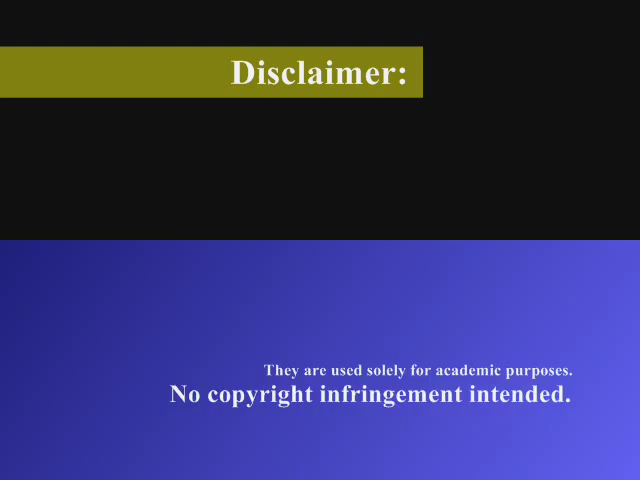 Disclaimer:
They are used solely for academic purposes.
No copyright infringement intended.